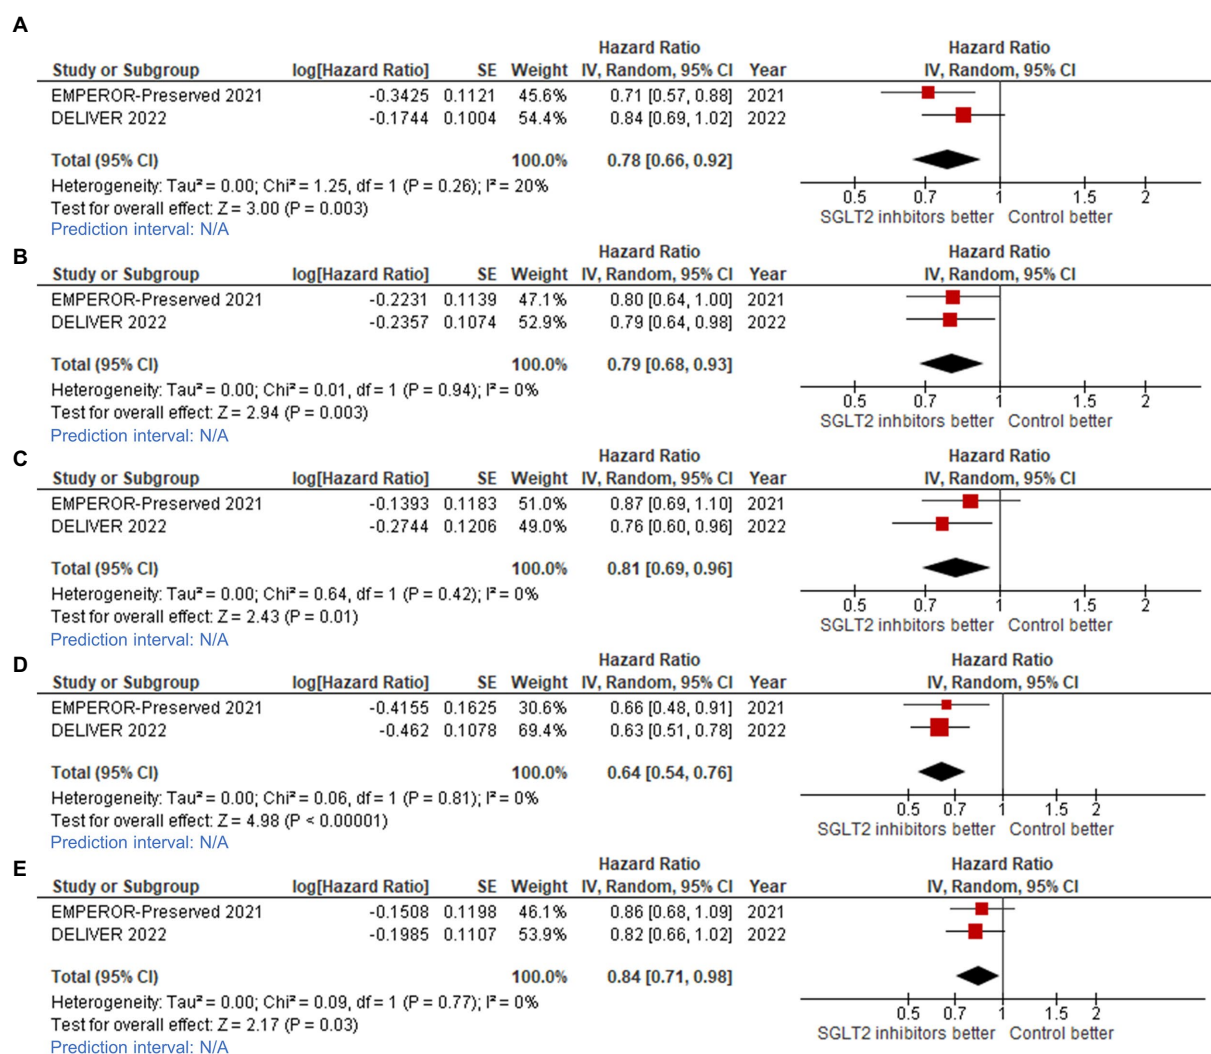 A
Hazard Ratio Hazard Ratio
Study or Subgroup log[Hazard Ratio] SE Weight IV, Random, 95% CI Year IV, Random, 95% CI
EMPEROR-Preserved 2021 -0.3425 0.1121 45.6% 0.71 [0.57, 0.88] 2021
DELIVER 2022 -0.1744 0.1004 54.4% 0.84 [0.69, 1.02] 2022
Total (95% CI) 100.0% 0.78 [0.66, 0.92]
Heterogeneity: Tau² = 0.00; Chi² = 1.25, df = 1 (P = 0.26); I² = 20%
Test for overall effect: Z = 3.00 (P = 0.003)
Prediction interval: N/A
0.5 0.7 1 1.5 2
SGLT2 inhbitors better Control better
B
Hazard Ratio Hazard Ratio
Study or Subgroup log[Hazard Ratio] SE Weight IV, Random, 95% CI Year IV, Random, 95% CI
EMPEROR-Preserved 2021 -0.2231 0.1139 47.1% 0.80 [0.64, 1.00] 2021
DELIVER 2022 -0.2357 0.1074 52.9% 0.79 [0.64, 0.98] 2022
Total (95% CI) 100.0% 0.79 [0.68, 0.93]
Heterogeneity: Tau² = 0.00; Chi² = 0.01, df = 1 (P = 0.94); I² = 0%
Test for overall effect: Z = 2.94 (P = 0.003)
Prediction interval: N/A
0.5 0.7 1 1.5 2
SGLT2 inhbitors better Control better
C
Hazard Ratio Hazard Ratio
Study or Subgroup log[Hazard Ratio] SE Weight IV, Random, 95% CI Year IV, Random, 95% CI
EMPEROR-Preserved 2021 -0.1393 0.1183 51.0% 0.87 [0.69, 1.10] 2021
DELIVER 2022 -0.2744 0.1206 49.0% 0.76 [0.60, 0.96] 2022
Total (95% CI) 100.0% 0.81 [0.69, 0.96]
Heterogeneity: Tau² = 0.00; Chi² = 0.64, df = 1 (P = 0.42); I² = 0%
Test for overall effect: Z = 2.43 (P = 0.01)
Prediction interval: N/A
0.5 0.7 1 1.5 2
SGLT2 inhbitors better Control better
D
Hazard Ratio Hazard Ratio
Study or Subgroup log[Hazard Ratio] SE Weight IV, Random, 95% CI Year IV, Random, 95% CI
EMPEROR-Preserved 2021 -0.4155 0.1625 30.6% 0.66 [0.48, 0.91] 2021
DELIVER 2022 -0.462 0.1078 69.4% 0.63 [0.51, 0.78] 2022
Total (95% CI) 100.0% 0.64 [0.54, 0.76]
Heterogeneity: Tau² = 0.00; Chi² = 0.06, df = 1 (P = 0.81); I² = 0%
Test for overall effect: Z = 4.98 (P < 0.00001)
Prediction interval: N/A
0.5 0.7 1 1.5 2
SGLT2 inhibitors better Control better
E
Hazard Ratio Hazard Ratio
Study or Subgroup log[Hazard Ratio] SE Weight IV, Random, 95% CI Year IV, Random, 95% CI
EMPEROR-Preserved 2021 -0.1508 0.1198 46.1% 0.86 [0.68, 1.09] 2021
DELIVER 2022 -0.1985 0.1107 53.9% 0.82 [0.66, 1.02] 2022
Total (95% CI) 100.0% 0.84 [0.71, 0.98]
Heterogeneity: Tau² = 0.00; Chi² = 0.09, df = 1 (P = 0.77); I² = 0%
Test for overall effect: Z = 2.17 (P = 0.03)
Prediction interval: N/A
0.5 0.7 1 1.5 2
SGLT2 inhibitors better Control better